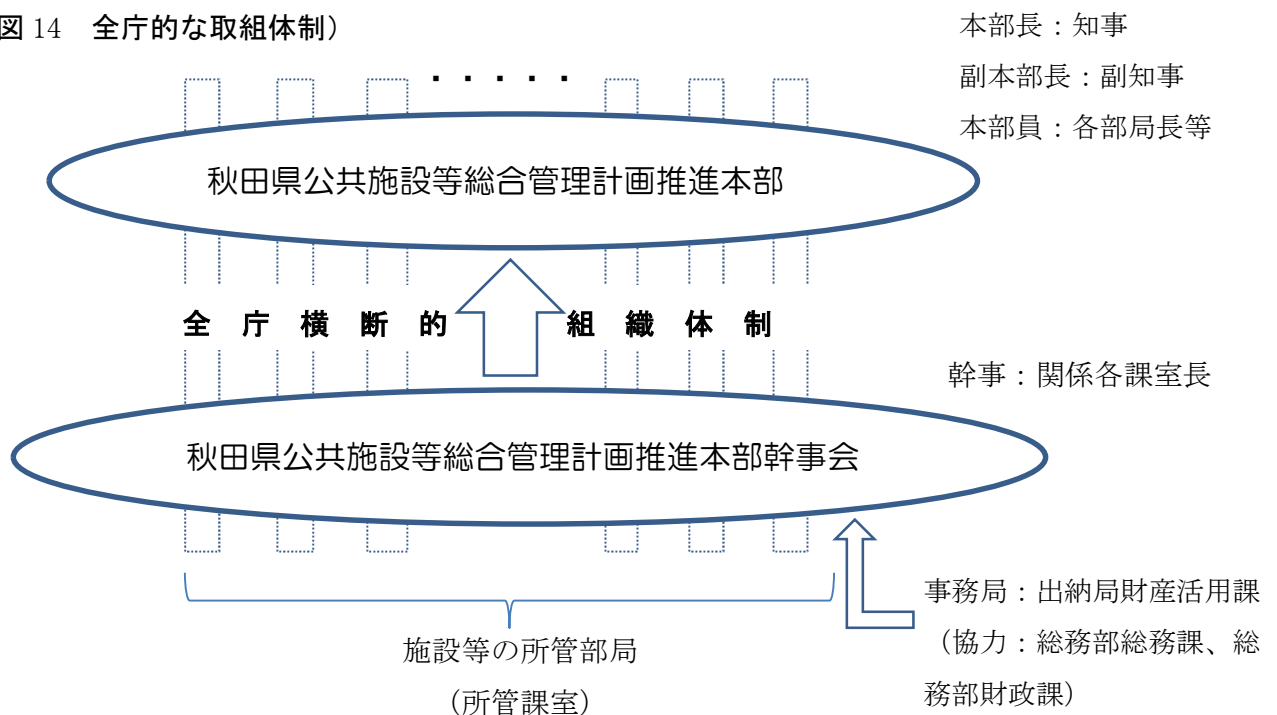 図 14 全庁的な取組体制)
本部長：知事
副本部長：副知事
本部員：各部局長等
・・・・・
秋田県公共施設等総合管理計画推進本部
全庁横断的 組織体制
幹事：関係各課室長
秋田県公共施設等総合管理計画推進本部幹事会
施設等の所管部局
（所管課室）
事務局：出納局財産活用課
（協力：総務部総務課、総
務部財政課）